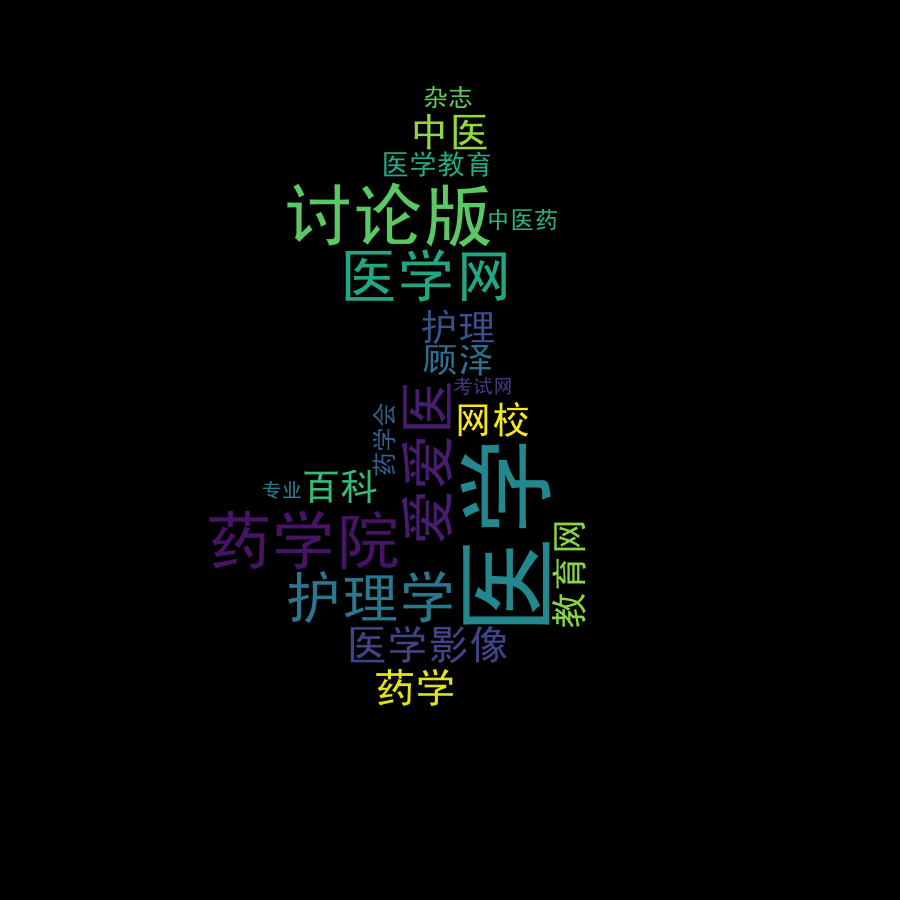 杂志
中医
医学教育
讨论版
中医药
医学网
护理
顾泽
考试网
爱爱医
药学会
网校
医学
百科
专业
药学院
教育网
护理学
医学影像
药学